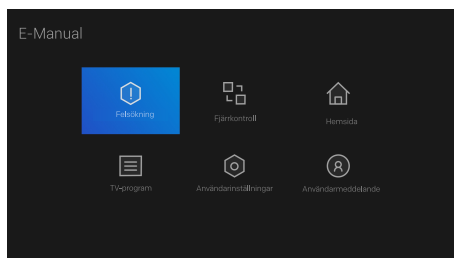 E-Manual
Felsökning
Fjärrkontroll
Hemsida
TV-program
Användarinställningar
Användarmeddelande